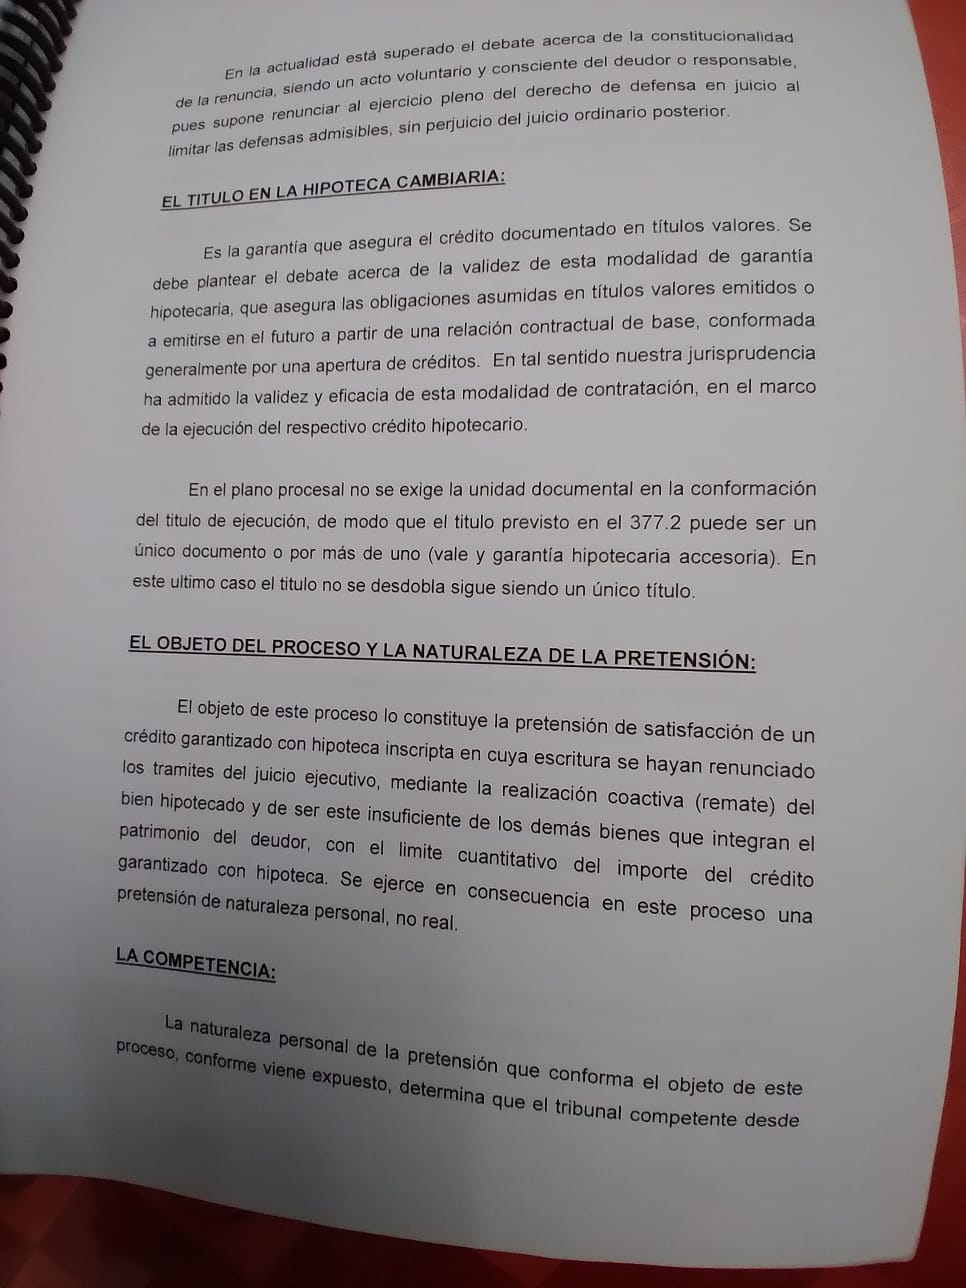 En la actualidad está superado el debate acerca de la constitucionalidad
de la renuncia, siendo un acto voluntario y consciente del deudor o responsable,
pues supone renunciar al ejercicio pleno del derecho de defensa en juicio al
limitar las defensas admisibles, sin perjuicio del juicio ordinario posterior.
EL TITULO EN LA HIPOTECA CAMBIARIA:
Es la garantía que asegura el crédito documentado en títulos valores. Se
debe plantear el debate acerca de la validez de esta modalidad de garantía
hipotecaria, que asegura las obligaciones asumidas en títulos valores emitidos o
a emitirse en el futuro a partir de una relación contractual de base, conformada
generalmente por una apertura de créditos. En tal sentido nuestra jurisprudencia
ha admitido la validez y eficacia de esta modalidad de contratación, en el marco
de la ejecución del respectivo crédito hipotecario.
En el plano procesal no se exige la unidad documental en la conformación
del titulo de ejecución, de modo que el título previsto en el 377.2 puede ser un
único documento o por más de uno (vale y garantía hipotecaria accesoria). En
este ultimo caso el titulo no se desdobla sigue siendo un único título.
EL OBJETO DEL PROCESO Y LA NATURALEZA DE LA PRETENSIÓN:
El objeto de este proceso lo constituye la pretensión de satisfacción de un
crédito garantizado con hipoteca inscripta en cuya escritura se hayan renunciado
los tramites del juicio ejecutivo, mediante la realización coactiva (remate) del
bien hipotecado y de ser este insuficiente de los demás bienes que integran el
patrimonio del deudor, con el limite cuantitativo del importe del crédito
garantizado con hipoteca. Se ejerce en consecuencia en este proceso una
pretensión de naturaleza personal, no real.
LA COMPETENCIA:
La naturaleza personal de la pretensión que conforma el objeto de este
proceso, conforme viene expuesto, determina que el tribunal competente desde